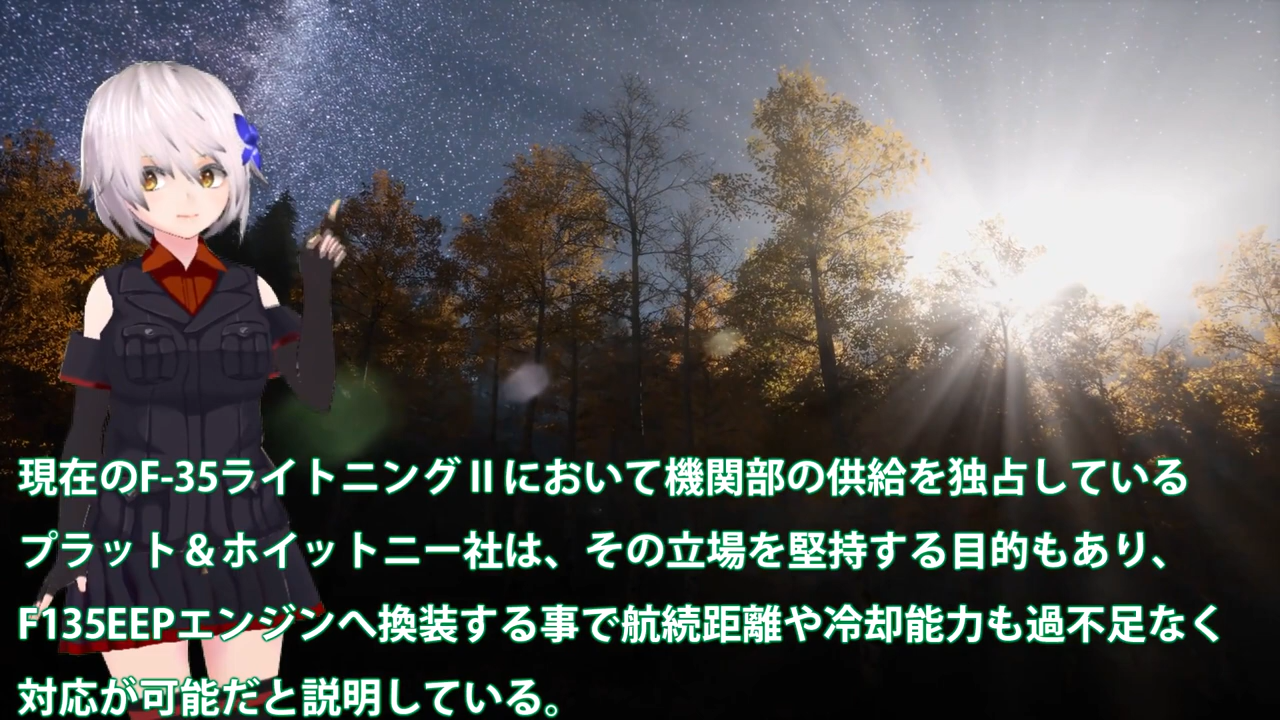 現在のF-35ライトニングⅡにおいて機関部の供給を独占している
プラット＆ホイットニー社は、その立場を堅持する目的もあり、
F135EEPエンジンへ換装する事で航続距離や冷却能力も過不足なく
対応が可能だと説明している。